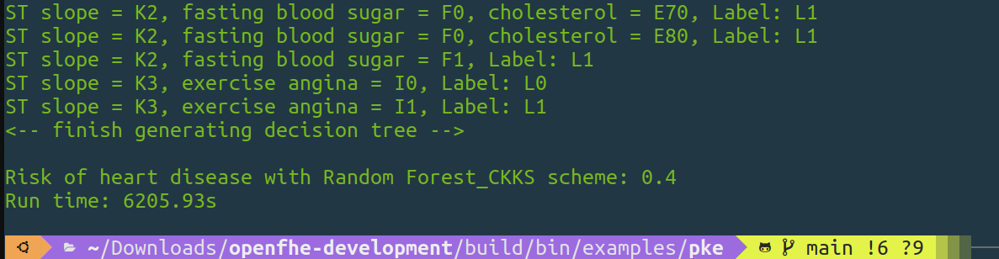 ST slope = K2, fasting blood sugar = F0, cholesterol = E70, Label: L1
ST slope = K2, fasting blood sugar = F0, cholesterol = E80, Label: L1
ST slope = K2, fasting blood sugar = F1, Label: L1
ST slope = K3, exercise angina = I0, Label: L0
ST slope = K3, exercise angina = I1, Label: L1
<-- finish generating decision tree -->
Risk of heart disease with Random Forest_CKKS scheme: 0.4
Run time: 6205.93s
~/Downloads/openfhe-development/build/bin/examples/pke main !6 ?9